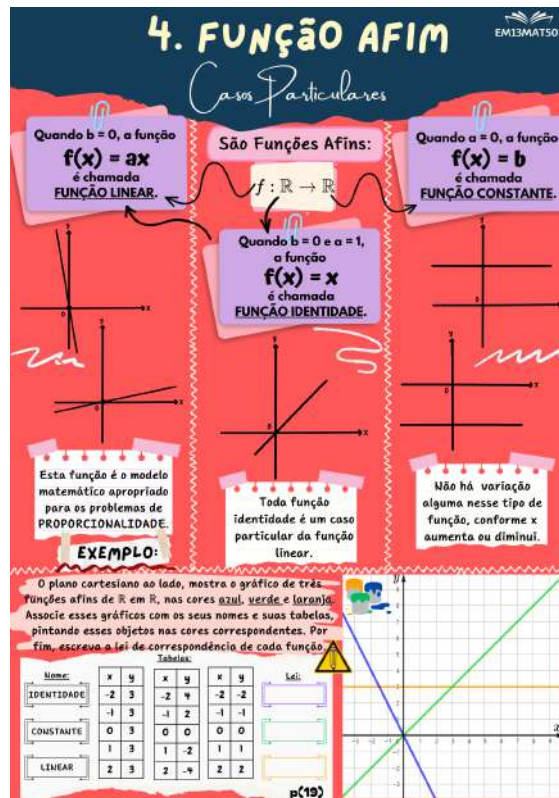 4. FUNÇÃO AFIM
EM13MAT50
Casos Particulares
Quando b = 0, a função
f(x) = ax
é chamada
FUNÇÃO LINEAR.
São Funções Afins:
f : ℝ → ℝ
Quando a = 0, a função
f(x) = b
é chamada
FUNÇÃO CONSTANTE.
Quando b = 0 e a = 1,
a função
f(x) = x
é chamada
FUNÇÃO IDENTIDADE.
Esta função é o modelo
matemático apropriado
para os problemas de
PROPORCIONALIDADE.
Toda função
identidade é um caso
particular da função
linear.
Não há variação
alguma nesse tipo de
função, conforme x
aumenta ou diminui.
EXEMPLO:
O plano cartesiano ao lado, mostra o gráfico de três
funções afins de ℝ em ℝ, nas cores azul, verde e laranja.
Associe esses gráficos com os seus nomes e suas tabelas,
pintando esses objetos nas cores correspondentes. Por
fim, escreva a lei de correspondência de cada função.
Nome:
Tabelas:
Lei:
IDENTIDADE
CONSTANTE
LINEAR
x y
-2 3
-1 3
0 3
1 3
2 3
x y
-2 4
-1 2
0 0
1 -2
2 -4
x y
-2 -2
-1 -1
0 0
1 1
2 2
p(19)